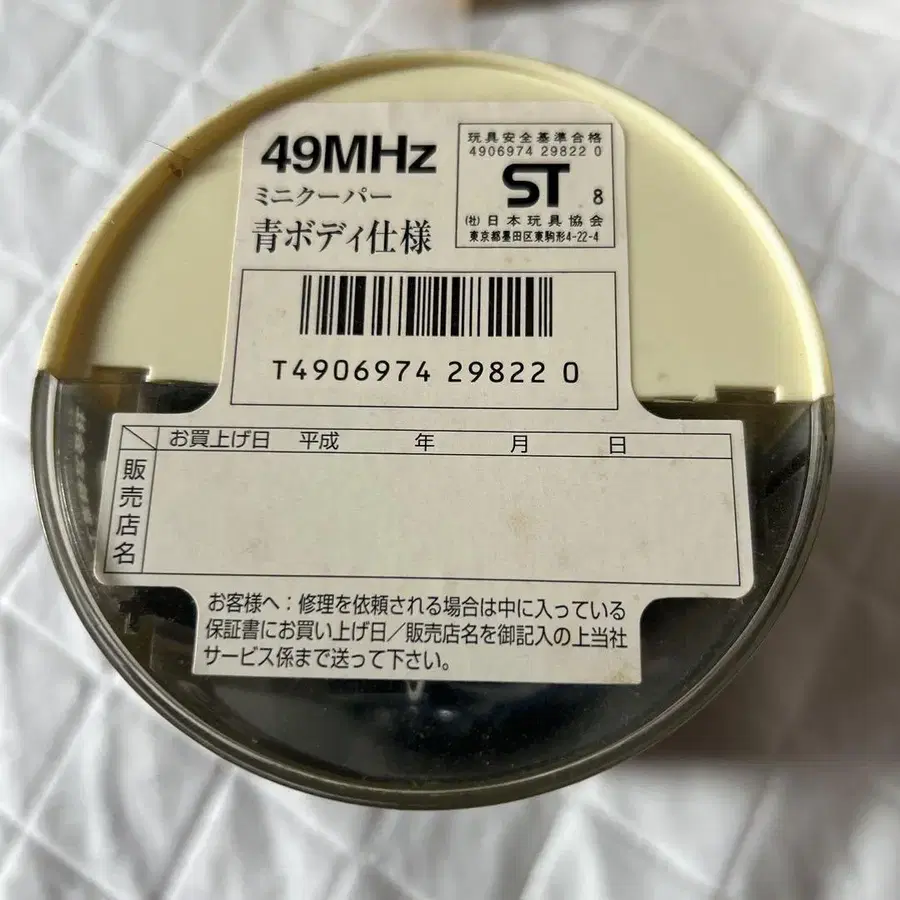 49MHz
ミニクーパー
青ボディ仕様
玩具安全基準合格
4906974 29822 0
ST 8
(社)日本玩具協会
東京都墨田区東駒形4-22-4
T4906974 29822 0
お買上げ日 平成 年 月 日
販売店名
お客様へ:修理を依頼される場合は中に入っている
保証書にお買い上げ日/販売店名を御記入の上当社
サービス係まで送って下さい。